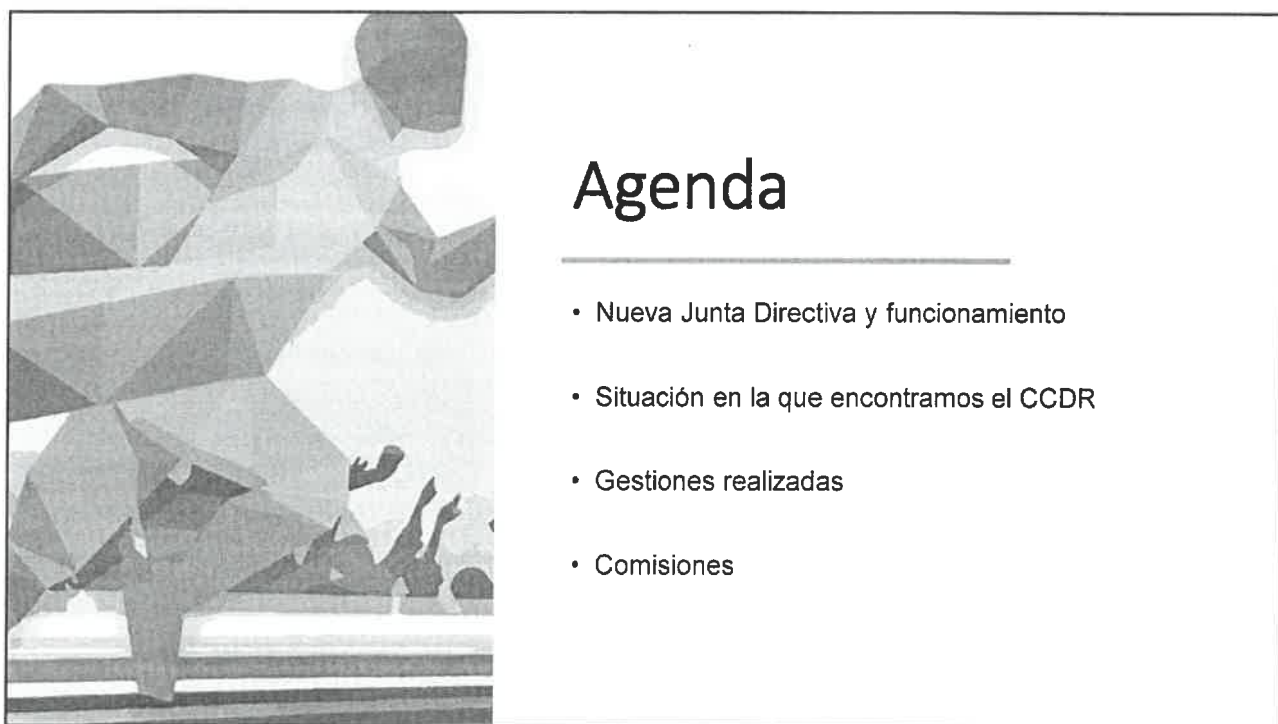 Agenda
• Nueva Junta Directiva y funcionamiento
• Situación en la que encontramos el CCDR
• Gestiones realizadas
• Comisiones